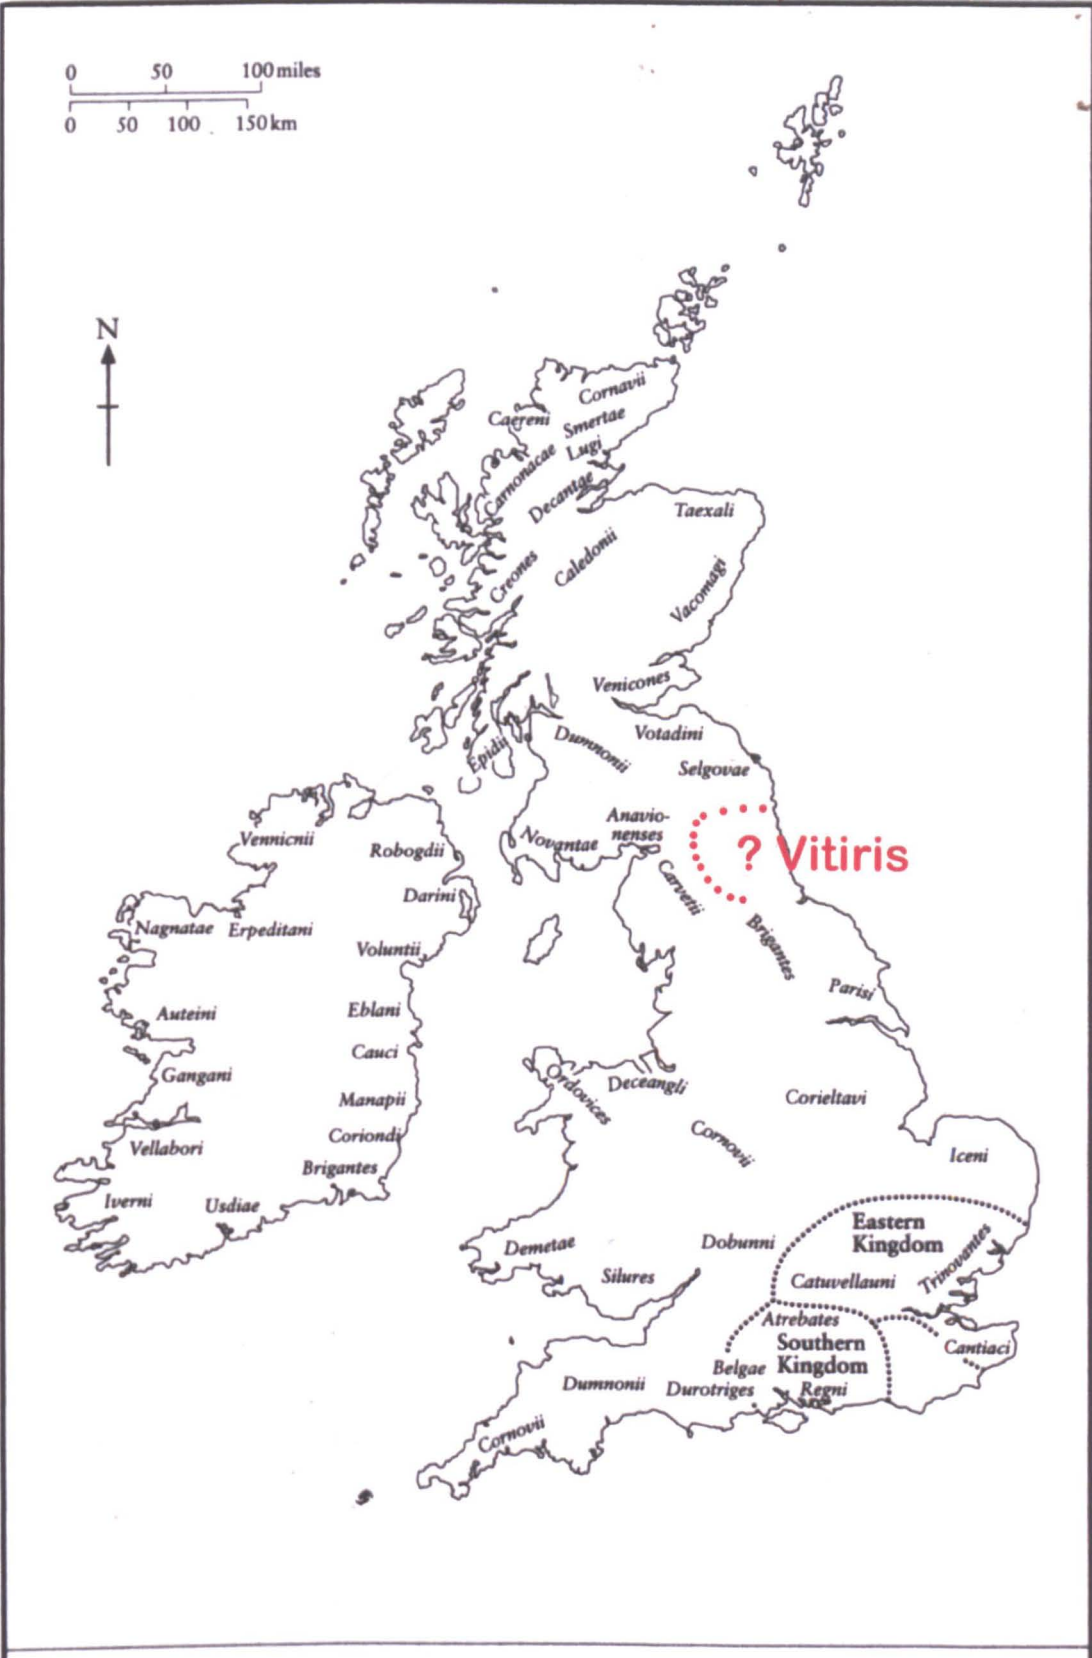 0 50 100 miles
0 50 100 150 km
N
Cornavii
Caereni
Smertae
Lugi
Carnonacae
Decantae
Taexali
Creones
Caledonii
Vacomagi
Venicones
Votadini
Dumnonii
Epidii
Selgovae
Anavio-
nenses
Novantae
? Vitiris
Carvetii
Brigantes
Parisi
Vennicnii
Robogdii
Darini
Nagnatae
Erpeditani
Voluntii
Auteini
Eblani
Cauci
Gangani
Manapii
Coriondi
Vellabori
Brigantes
Iverni
Usdiae
Ordovices
Deceangli
Corieltavi
Cornovii
Iceni
Eastern
Kingdom
Demetae
Dobunni
Trinovantes
Silures
Catuvellauni
Atrebates
Southern
Kingdom
Cantiaci
Belgae
Dumnonii
Durotriges
Regni
Cornovii